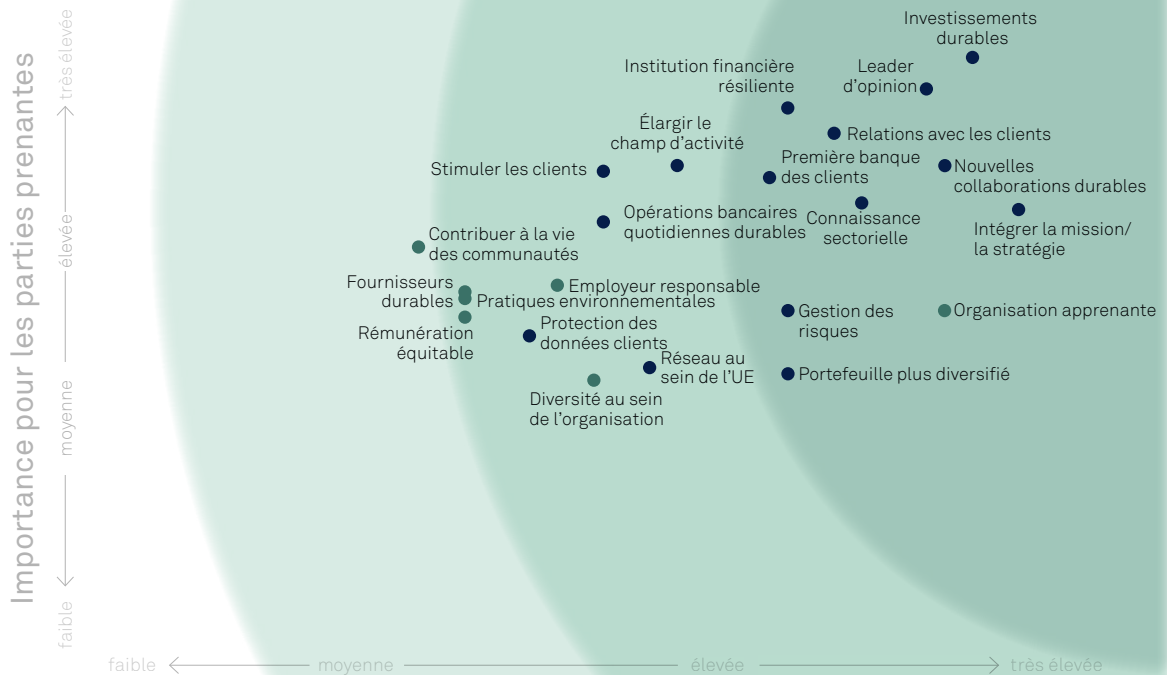 Importance pour les parties prenantes
très élevée
élevée
moyenne
faible
Investissements
durables
Leader
d’opinion
Institution financière
résiliente
Relations avec les clients
Élargir le
champ d’activité
Stimuler les clients
Première banque
des clients
Nouvelles
collaborations durables
Opérations bancaires
quotidiennes durables
Connaissance
sectorielle
Intégrer la mission/
la stratégie
Contribuer à la vie
des communautés
Fournisseurs
durables
Employeur responsable
Pratiques environnementales
Rémunération
équitable
Protection des
données clients
Gestion des
risques
Organisation apprenante
Réseau au
sein de l’UE
Portefeuille plus diversifié
Diversité au sein
de l’organisation
faible
moyenne
élevée
très élevée